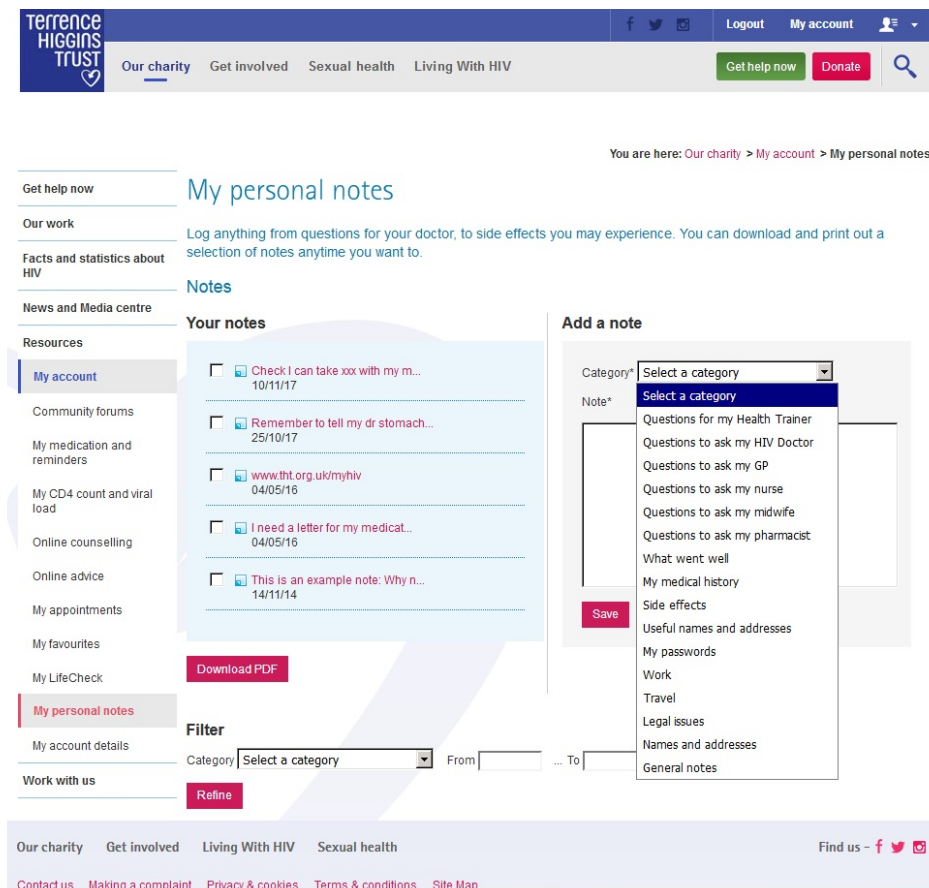 Terrence
HIGGINS
TRUST
Logout My account
Our charity Get involved Sexual health Living With HIV
Get help now Donate
You are here: Our charity > My account > My personal notes
Get help now
Our work
Facts and statistics about
HIV
News and Media centre
Resources
My account
Community forums
My medication and
reminders
My CD4 count and viral
load
Online counselling
Online advice
My appointments
My favourites
My LifeCheck
My personal notes
My account details
Work with us
My personal notes
Log anything from questions for your doctor, to side effects you may experience. You can download and print out a
selection of notes anytime you want to.
Notes
Your notes
Check I can take xxx with my m...
10/11/17
Remember to tell my dr stomach...
25/10/17
www.tht.org.uk/myhiv
04/05/16
I need a letter for my medicat...
04/05/16
This is an example note: Why n...
14/11/14
Download PDF
Add a note
Category* Select a category
Note*
Select a category
Questions for my Health Trainer
Questions to ask my HIV Doctor
Questions to ask my GP
Questions to ask my nurse
Questions to ask my midwife
Questions to ask my pharmacist
What went well
My medical history
Side effects
Useful names and addresses
My passwords
Work
Travel
Legal issues
Names and addresses
General notes
Save
Filter
Category Select a category From ... To
Refine
Our charity Get involved Living With HIV Sexual health
Find us -
Contact us Making a complaint Privacy & cookies Terms & conditions Site Map